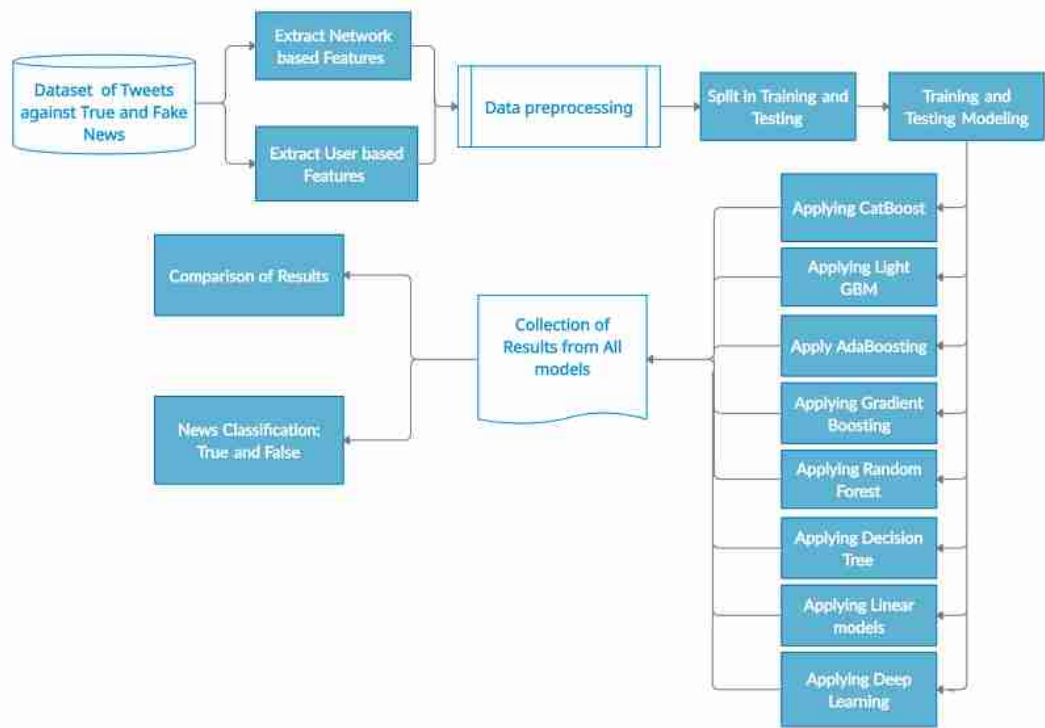 Extract Network
based Features
Dataset of Tweets
against True and Fake
News
Extract User based
Features
Data preprocessing
Split in Training and
Testing
Training and
Testing Modeling
Applying CatBoost
Applying Light
GBM
Apply AdaBoosting
Applying Gradient
Boosting
Applying Random
Forest
Applying Decision
Tree
Applying Linear
models
Applying Deep
Learning
Collection of
Results from All
models
Comparison of Results
News Classification:
True and False